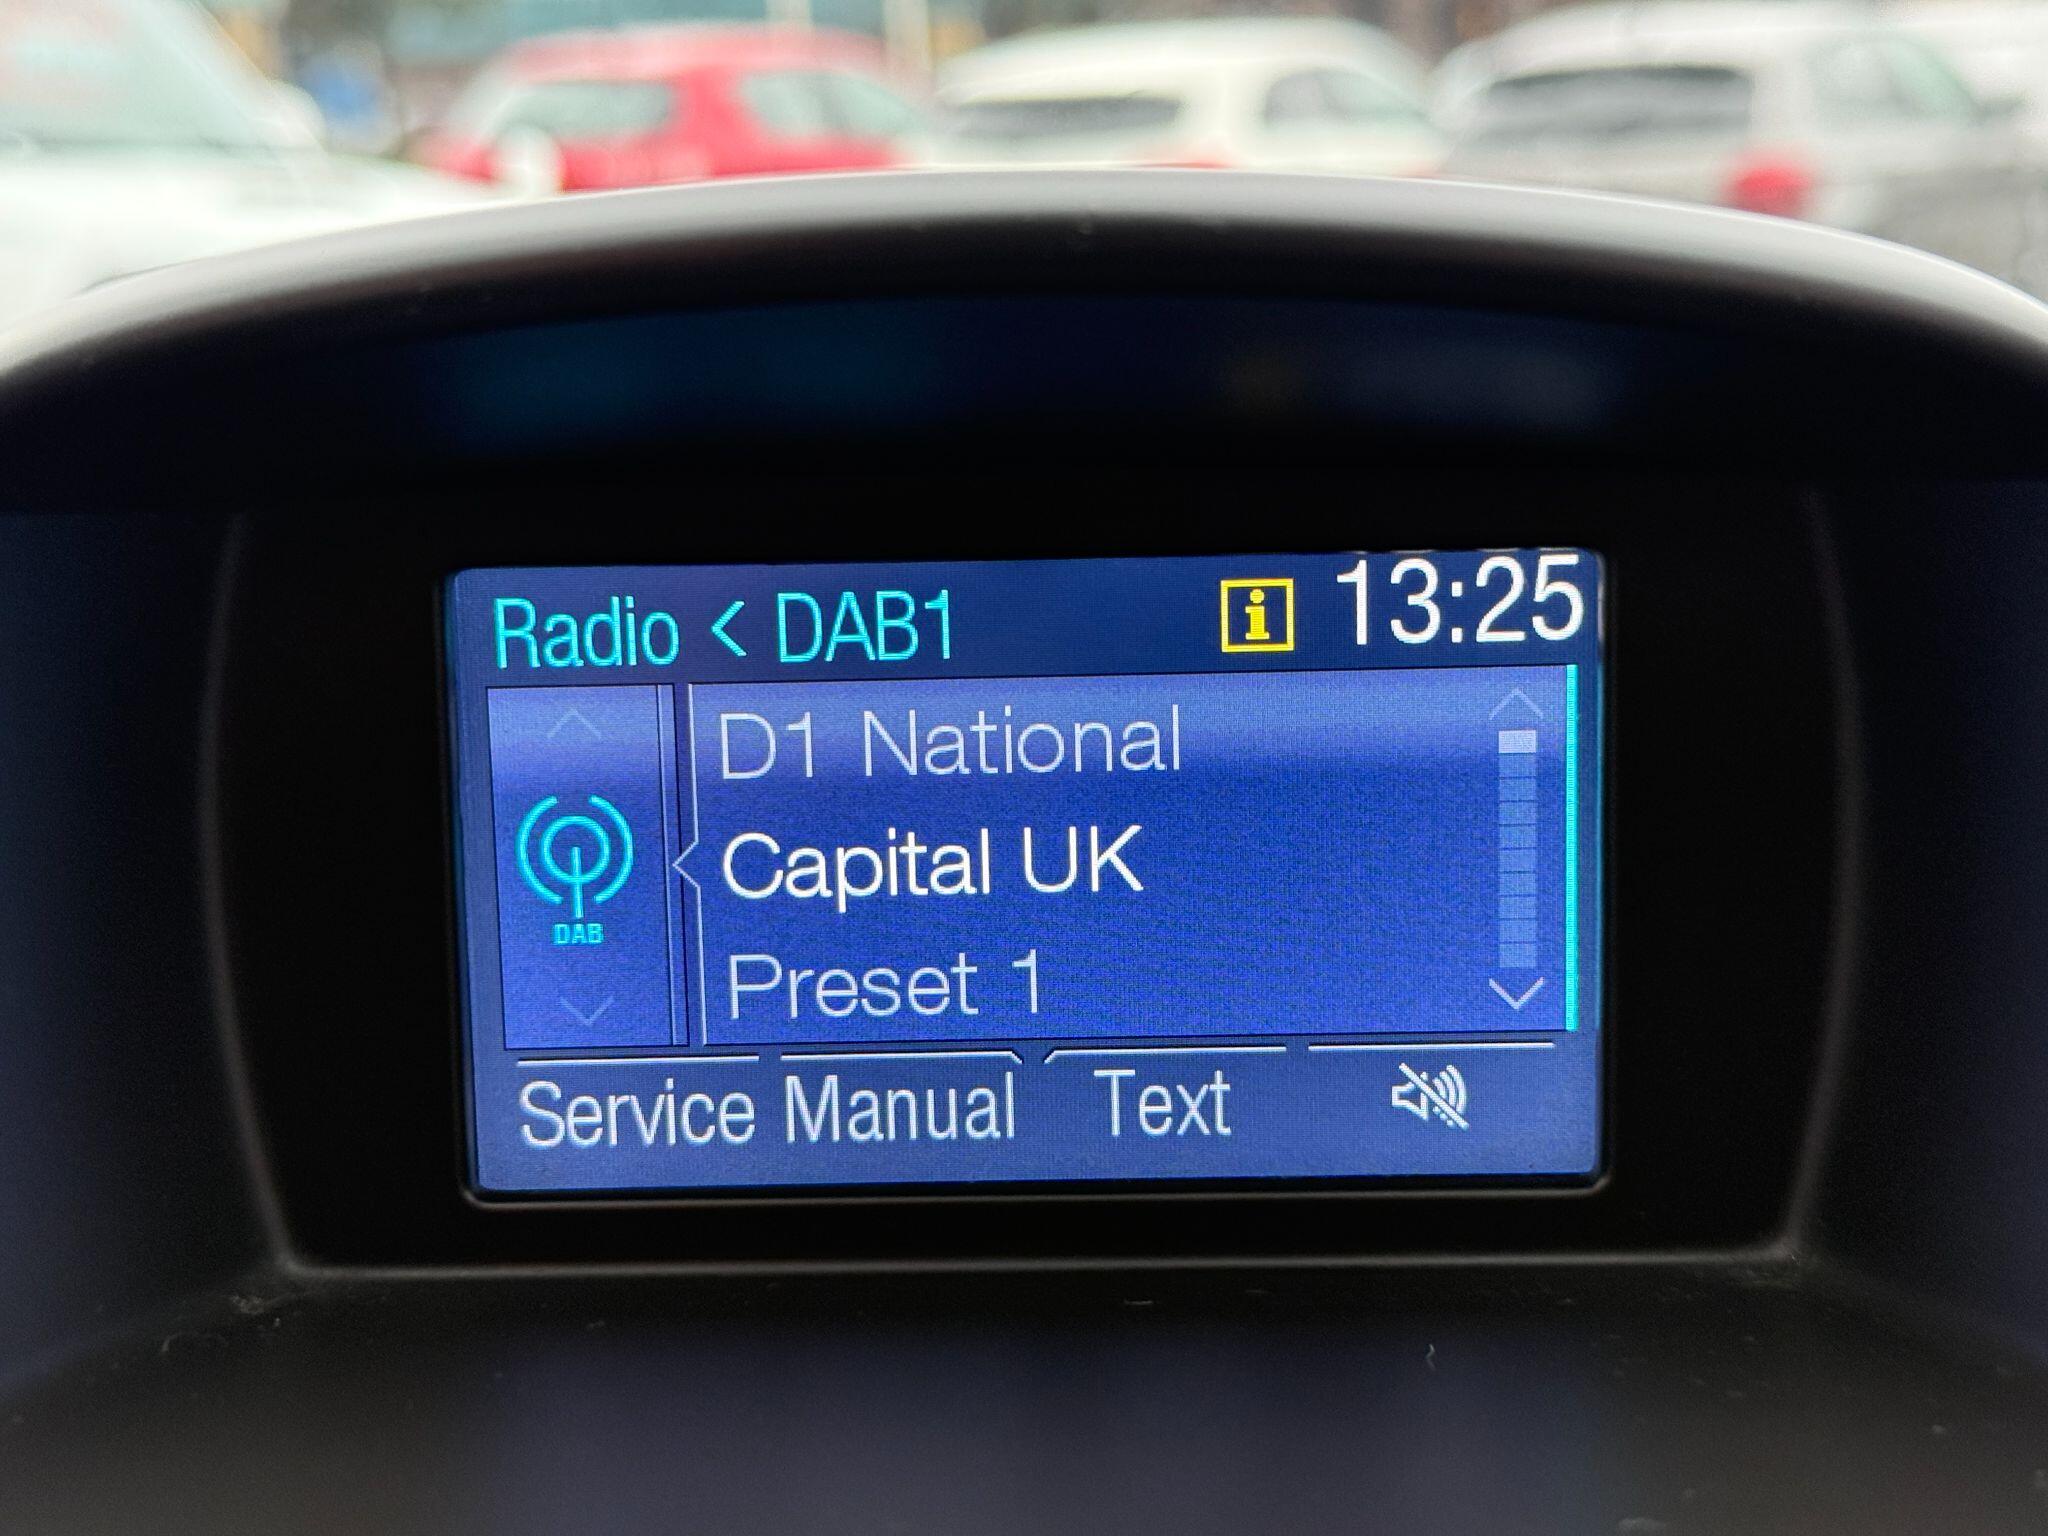 Radio < DAB1 i 13:25
D1 National
Capital UK
DAB
Preset 1
Service Manual Text